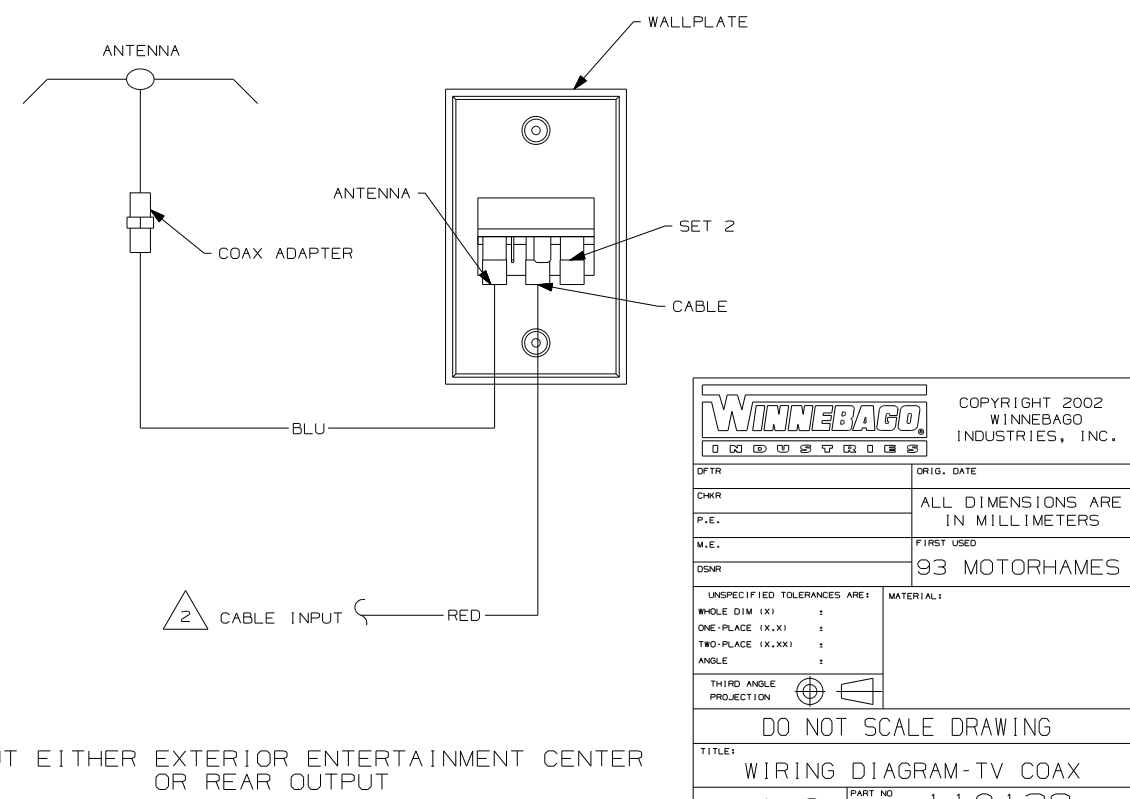 WALLPLATE
ANTENNA
ANTENNA
SET 2
COAX ADAPTER
CABLE
BLU
2 CABLE INPUT
RED
EITHER EXTERIOR ENTERTAINMENT CENTER
OR REAR OUTPUT
WINNEBAGO®
INDUSTRIES
COPYRIGHT 2002
WINNEBAGO
INDUSTRIES, INC.
DFTR
ORIG. DATE
CHKR
ALL DIMENSIONS ARE
IN MILLIMETERS
P.E.
M.E.
FIRST USED
93 MOTORHAMES
DSNR
UNSPECIFIED TOLERANCES ARE:
MATERIAL:
WHOLE DIM (X) ±
ONE-PLACE (X.X) ±
TWO-PLACE (X.XX) ±
ANGLE ±
THIRD ANGLE
PROJECTION
DO NOT SCALE DRAWING
TITLE:
WIRING DIAGRAM-TV COAX
PART NO